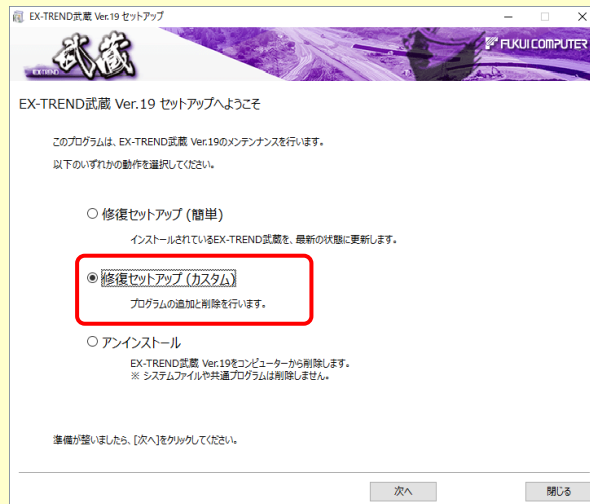 EX-TREND武蔵 Ver.19 セットアップ
武蔵
EX-TREND
FUKUI COMPUTER
EX-TREND武蔵 Ver.19 セットアップへようこそ
このプログラムは、EX-TREND武蔵 Ver.19のメンテンナンスを行います。
以下のいずれかの動作を選択してください。
修復セットアップ (簡単)
インストールされているEX-TREND武蔵を、最新の状態に更新します。
修復セットアップ (カスタム)
プログラムの追加と削除を行います。
アンインストール
EX-TREND武蔵 Ver.19をコンピューターから削除します。
※ システムファイルや共通プログラムは削除しません。
準備が整いましたら、[次へ]をクリックしてください。
次へ
閉じる